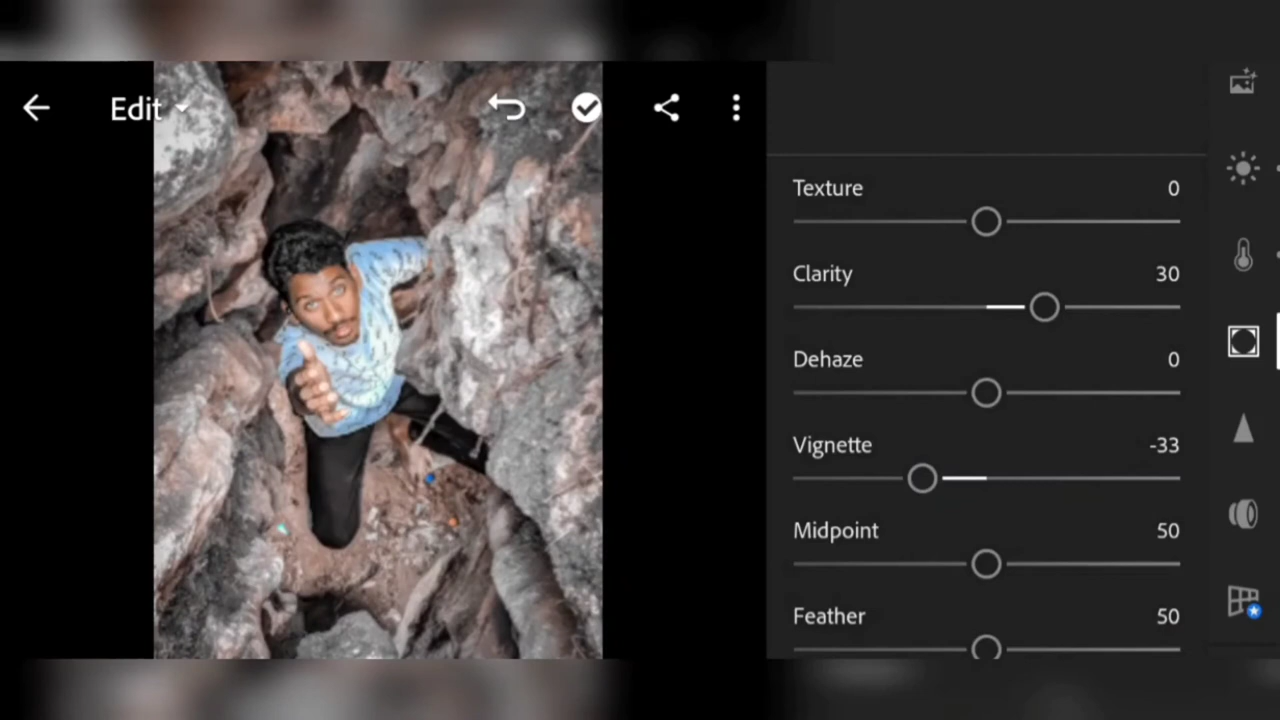 Edit
Texture 0
Clarity 30
Dehaze 0
Vignette -33
Midpoint 50
Feather 50